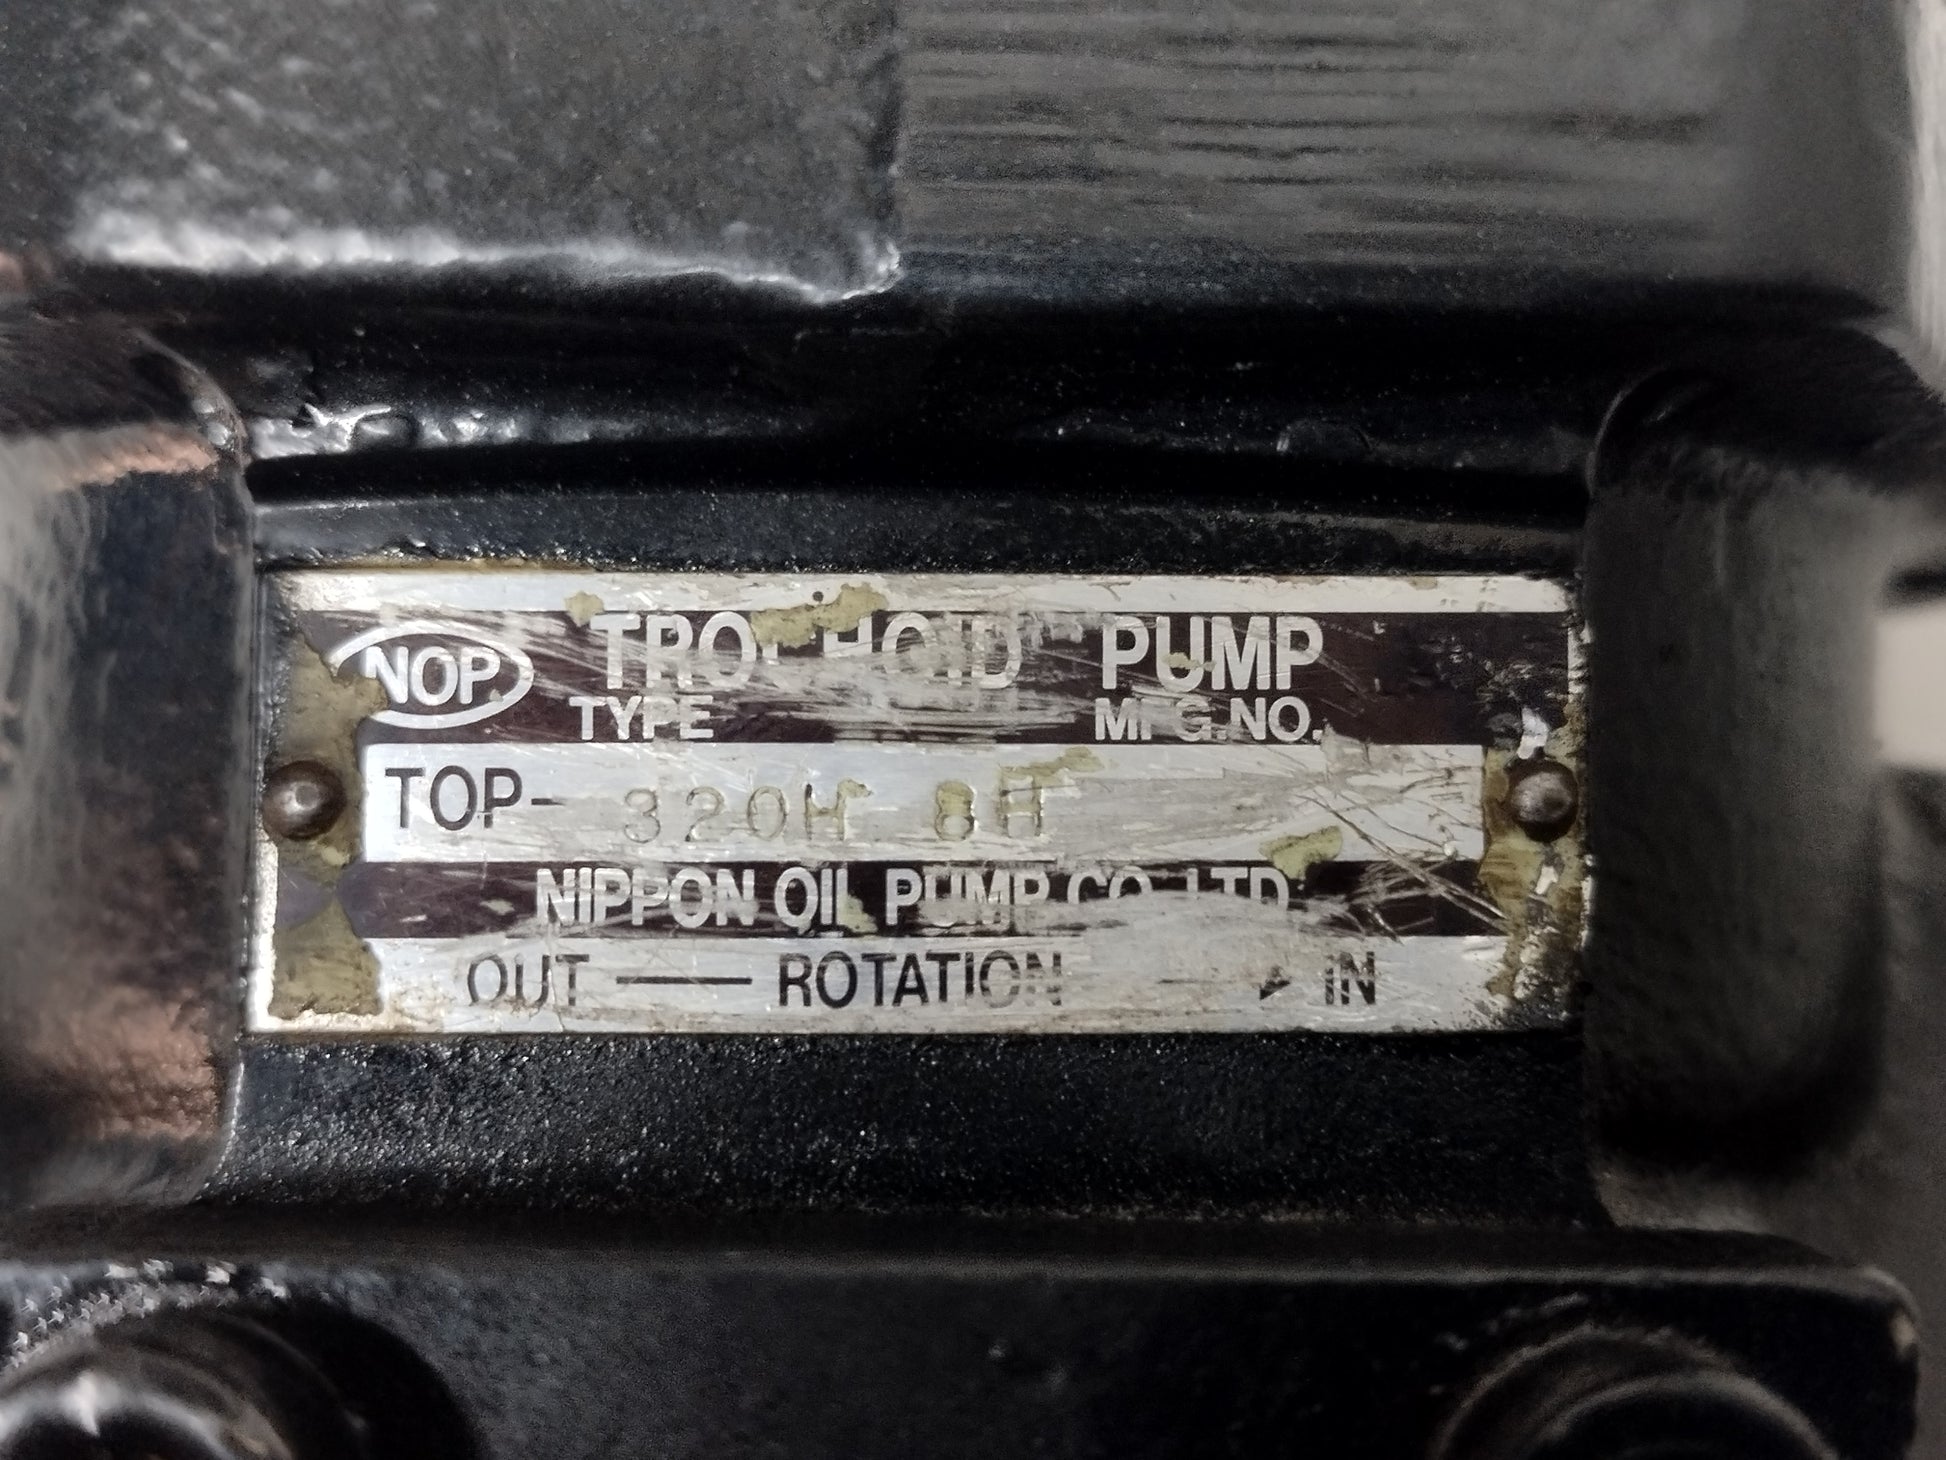 NOP TROCHOID PUMP
TYPE MFG.NO.
TOP- 320H 8H
NIPPON OIL PUMP CO.,LTD.
OUT ROTATION IN